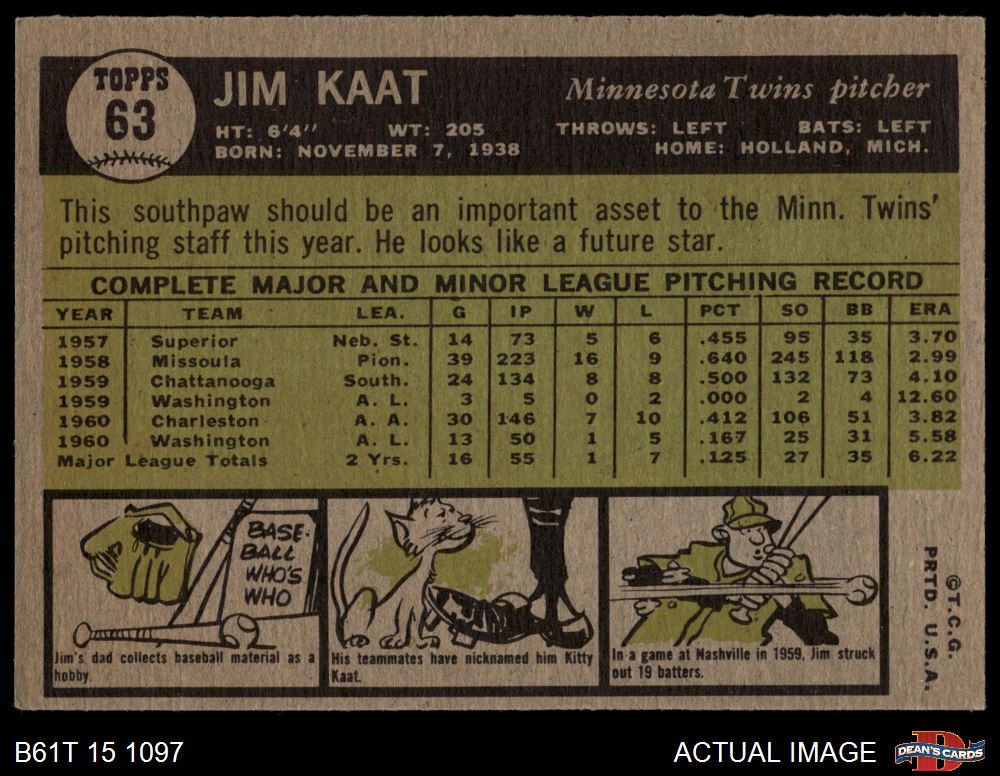 TOPPS
63
JIM KAAT
Minnesota Twins pitcher
HT: 6'4" WT: 205 THROWS: LEFT BATS: LEFT
BORN: NOVEMBER 7, 1938 HOME: HOLLAND, MICH.
This southpaw should be an important asset to the Minn. Twins'
pitching staff this year. He looks like a future star.
COMPLETE MAJOR AND MINOR LEAGUE PITCHING RECORD
YEAR TEAM LEA. G IP W L PCT SO BB ERA
1957 Superior Neb. St. 14 73 5 6 .455 95 35 3.70
1958 Missoula Pion. 39 223 16 9 .640 245 118 2.99
1959 Chattanooga South. 24 134 8 8 .500 132 73 4.10
1959 Washington A. L. 3 5 0 2 .000 2 4 12.60
1960 Charleston A. A. 30 146 7 10 .412 106 51 3.82
1960 Washington A. L. 13 50 1 5 .167 25 31 5.58
Major League Totals 2 Yrs. 16 55 1 7 .125 27 35 6.22
BASE-
BALL
WHO'S
WHO
Jim's dad collects baseball material as a
hobby.
His teammates have nicknamed him Kitty
Kaat.
In a game at Nashville in 1959, Jim struck
out 19 batters.
©T.C.G.
PRTD. U.S.A.
B61T 15 1097
ACTUAL IMAGE
D
DEAN'S CARDS